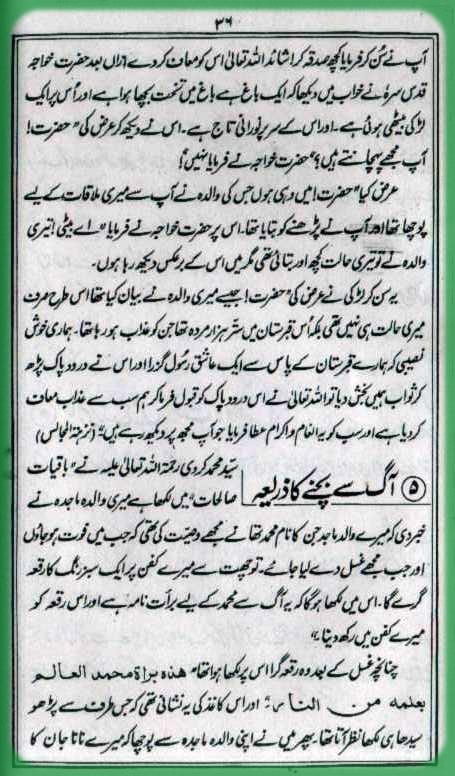 ۳۶
آپ نے سن کر فرمایا کچھ صدقہ کر! شائد اللہ تعالیٰ اس کو معاف کر دے ازاں بعد حضرت خواجہ
قدس سرہٗ نے خواب میں دیکھا کہ ایک باغ ہے باغ میں تخت بچھا ہوا ہے اور اُس پر ایک
لڑکی بیٹھی ہوئی ہے۔ اور اس کے سر پر نورانی تاج ہے۔ اس نے دیکھ کر عرض کی "حضرت!
آپ مجھے پہچانتے ہیں؟" حضرت خواجہ نے فرمایا نہیں!
عرض کیا "حضرت! میں وہی ہوں جس کی والدہ نے آپ سے میری ملاقات کے لیے
پوچھا تھا اور آپ نے پڑھنے کو بتایا تھا۔ اس پر حضرت خواجہ نے فرمایا "اے بیٹی! تیری
والدہ نے تو تیری حالت کچھ اور بتائی تھی مگر میں اس کے برعکس دیکھ رہا ہوں۔
یہ سن کر لڑکی نے عرض کی "حضرت! جیسے میری والدہ نے بیان کیا تھا اس طرح صرف
میری حالت ہی نہیں تھی بلکہ اُس قبرستان میں ستّر ہزار مردہ تھا جن کو عذاب ہو رہا تھا۔ ہماری خوش
نصیبی کہ ہمارے قبرستان کے پاس سے ایک عاشق رسول گزرا اور اس نے درود پاک پڑھ
کر ثواب ہمیں بخش دیا تو اللہ تعالیٰ نے اس درود پاک کو قبول فرما کر ہم سب سے عذاب معاف
کر دیا ہے اور سب کو یہ انعام و اکرام عطا فرمایا جو آپ مجھ پر دیکھ رہے ہیں" (نزہۃ المجالس)
⑤ آگ سے بچنے کا ذریعہ سیّد محمد کردی رحمۃ اللہ تعالیٰ علیہ نے "باقیات
صالحات" میں لکھا ہے میری والدہ ماجدہ نے
خبر دی کہ میرے والد ماجد جن کا نام محمد تھا نے مجھے وصیت کی تھی کہ جب میں فوت ہو جاؤں
اور جب مجھے غسل دے لیا جائے۔ تو چھت سے میرے کفن پر ایک سبز رنگ کا رقعہ
گرے گا۔ اس میں لکھا ہو گا کہ یہ آگ سے محمد کے لیے برأت نامہ ہے اور اس رقعہ کو
میرے کفن میں رکھ دینا۔"
چنانچہ غسل کے بعد وہ رقعہ گرا اس پر لکھا ہوا تھا" هذه براة محمد العالم
بعلمه من النار" اور اس کاغذ کی یہ نشانی تھی کہ جس طرف سے پڑھو
سیدھا ہی لکھا نظر آتا تھا۔ پھر میں نے اپنی والدہ ماجدہ سے پوچھا کہ میرے نانا جان کا